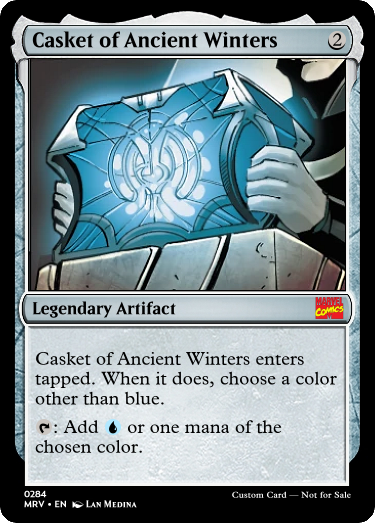 Casket of Ancient Winters 2
Legendary Artifact
MARVEL
COMICS
Casket of Ancient Winters enters
tapped. When it does, choose a color
other than blue.
: Add or one mana of the
chosen color.
0284
MRV • EN Lan Medina
Custom Card — Not for Sale